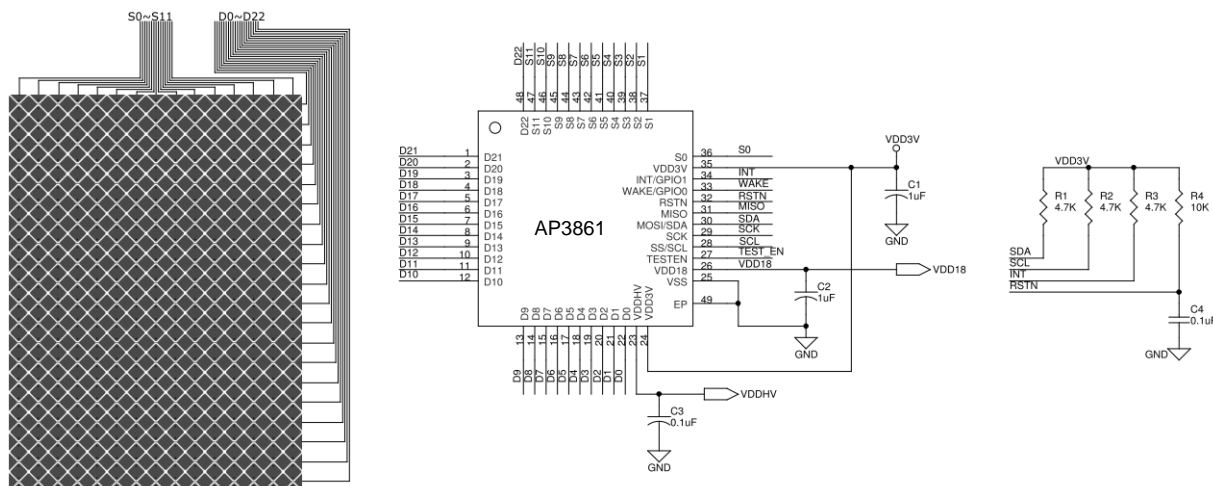 S0~S11
D0~D22
D22
S11
S10
S9
S8
S7
S6
S5
S4
S3
S2
S1
48
47
46
45
44
43
42
41
40
39
38
37
D22
S11
S10
S9
S8
S7
S6
S5
S4
S3
S2
S1
D21 1 D21
D20 2 D20
D19 3 D19
D18 4 D18
D17 5 D17
D16 6 D16
D15 7 D15
D14 8 D14
D13 9 D13
D12 10 D12
D11 11 D11
D10 12 D10
AP3861
S0 36 S0
VDD3V 35
INT/GPIO1 34 INT
WAKE/GPIO0 33 WAKE
RSTN 32 RSTN
MISO 31 MISO
MOSI/SDA 30 SDA
SCK 29 SCK
SS/SCL 28 SCL
TESTEN 27 TEST_EN
VDD18 26 VDD18
VSS 25
EP 49
D9
D8
D7
D6
D5
D4
D3
D2
D1
D0
VDDHV
VDD3V
13
14
15
16
17
18
19
20
21
22
23
24
D9
D8
D7
D6
D5
D4
D3
D2
D1
D0
VDD3V
C1
1uF
GND
VDD18
C2
1uF
GND
VDDHV
C3
0.1uF
GND
VDD3V
R1
4.7K
R2
4.7K
R3
4.7K
R4
10K
SDA
SCL
INT
RSTN
C4
0.1uF
GND